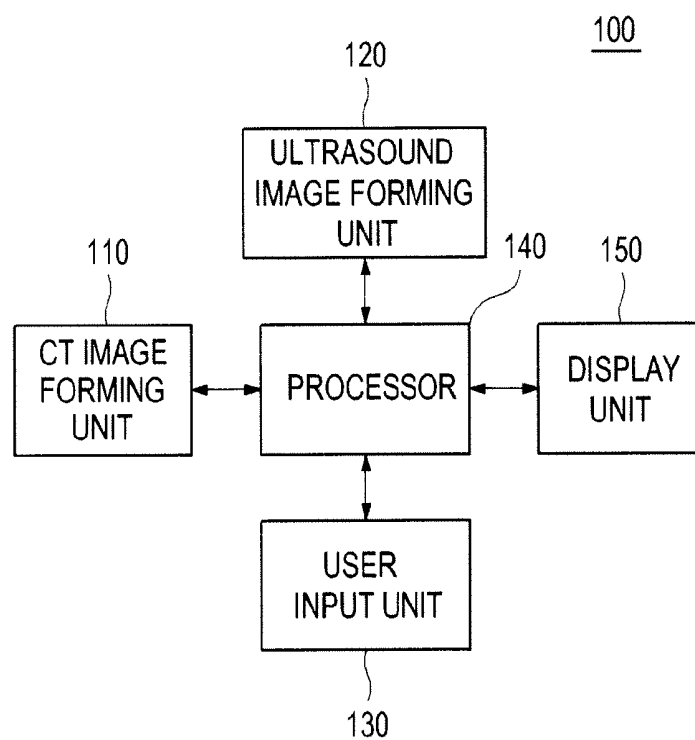 100
120
ULTRASOUND
IMAGE FORMING
UNIT
110
140
150
CT IMAGE
FORMING
UNIT
PROCESSOR
DISPLAY
UNIT
USER
INPUT UNIT
130